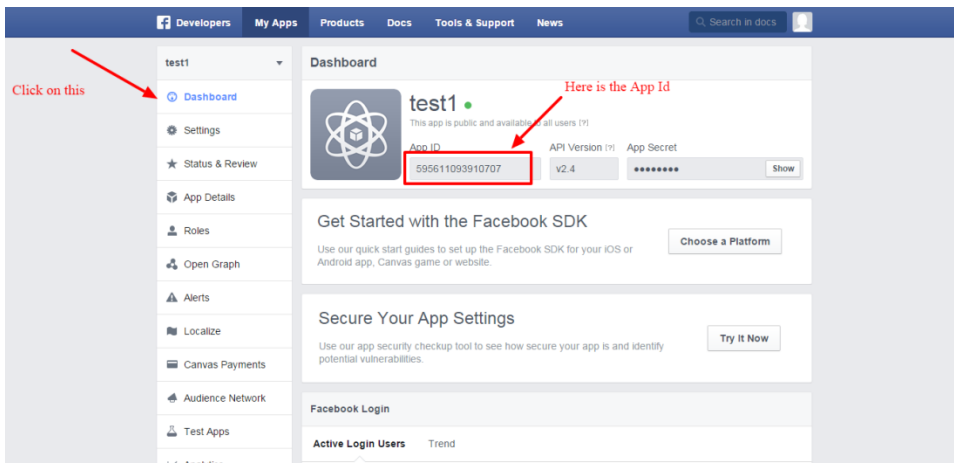 f Developers My Apps Products Docs Tools & Support News Search in docs
test1
Click on this
Dashboard
Settings
Status & Review
App Details
Roles
Open Graph
Alerts
Localize
Canvas Payments
Audience Network
Test Apps
Dashboard
Here is the App Id
test1
This app is public and available to all users [?]
App ID API Version [?] App Secret
595611093910707 v2.4 ●●●●●●●● Show
Get Started with the Facebook SDK
Use our quick start guides to set up the Facebook SDK for your iOS or
Android app, Canvas game or website.
Choose a Platform
Secure Your App Settings
Use our app security checkup tool to see how secure your app is and identify
potential vulnerabilities.
Try It Now
Facebook Login
Active Login Users Trend